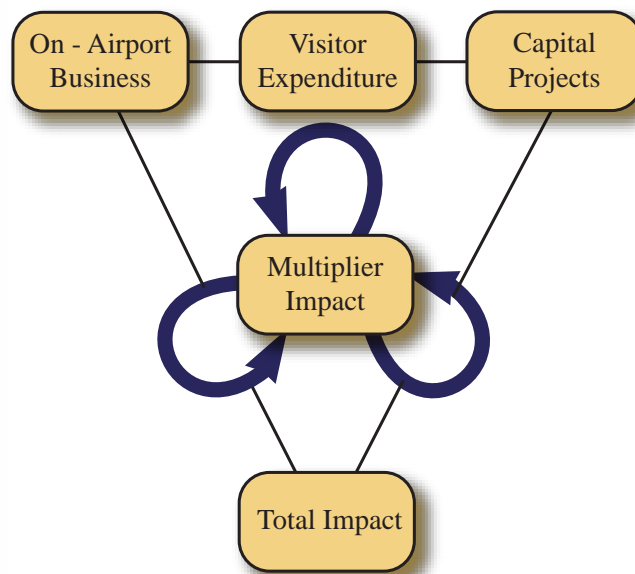 On - Airport
Business
Visitor
Expenditure
Capital
Projects
Multiplier
Impact
Total Impact